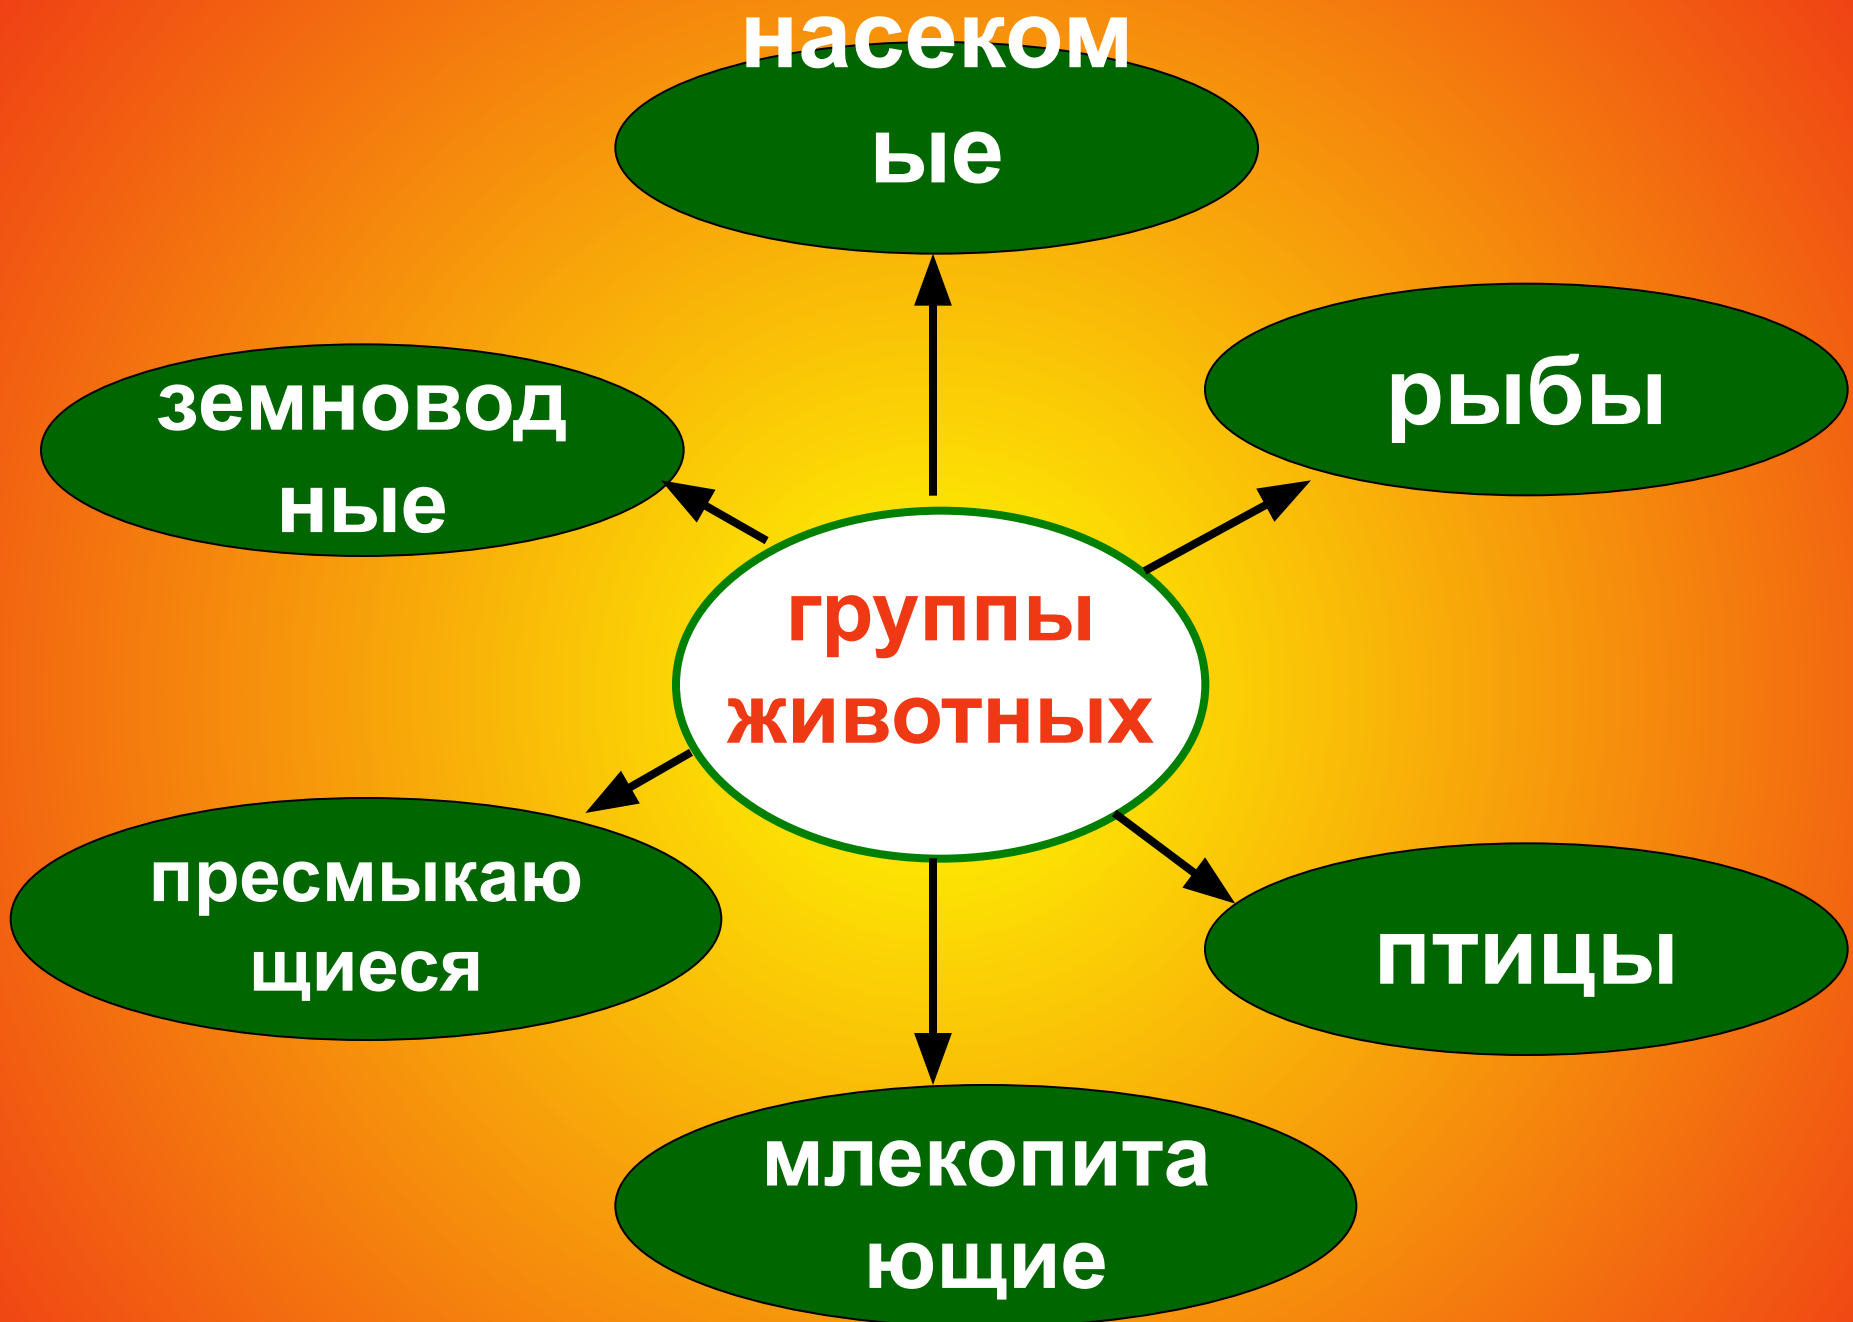 насеком
ые
рыбы
земновод
ные
группы
животных
пресмыкаю
щиеся
птицы
млекопита
ющие